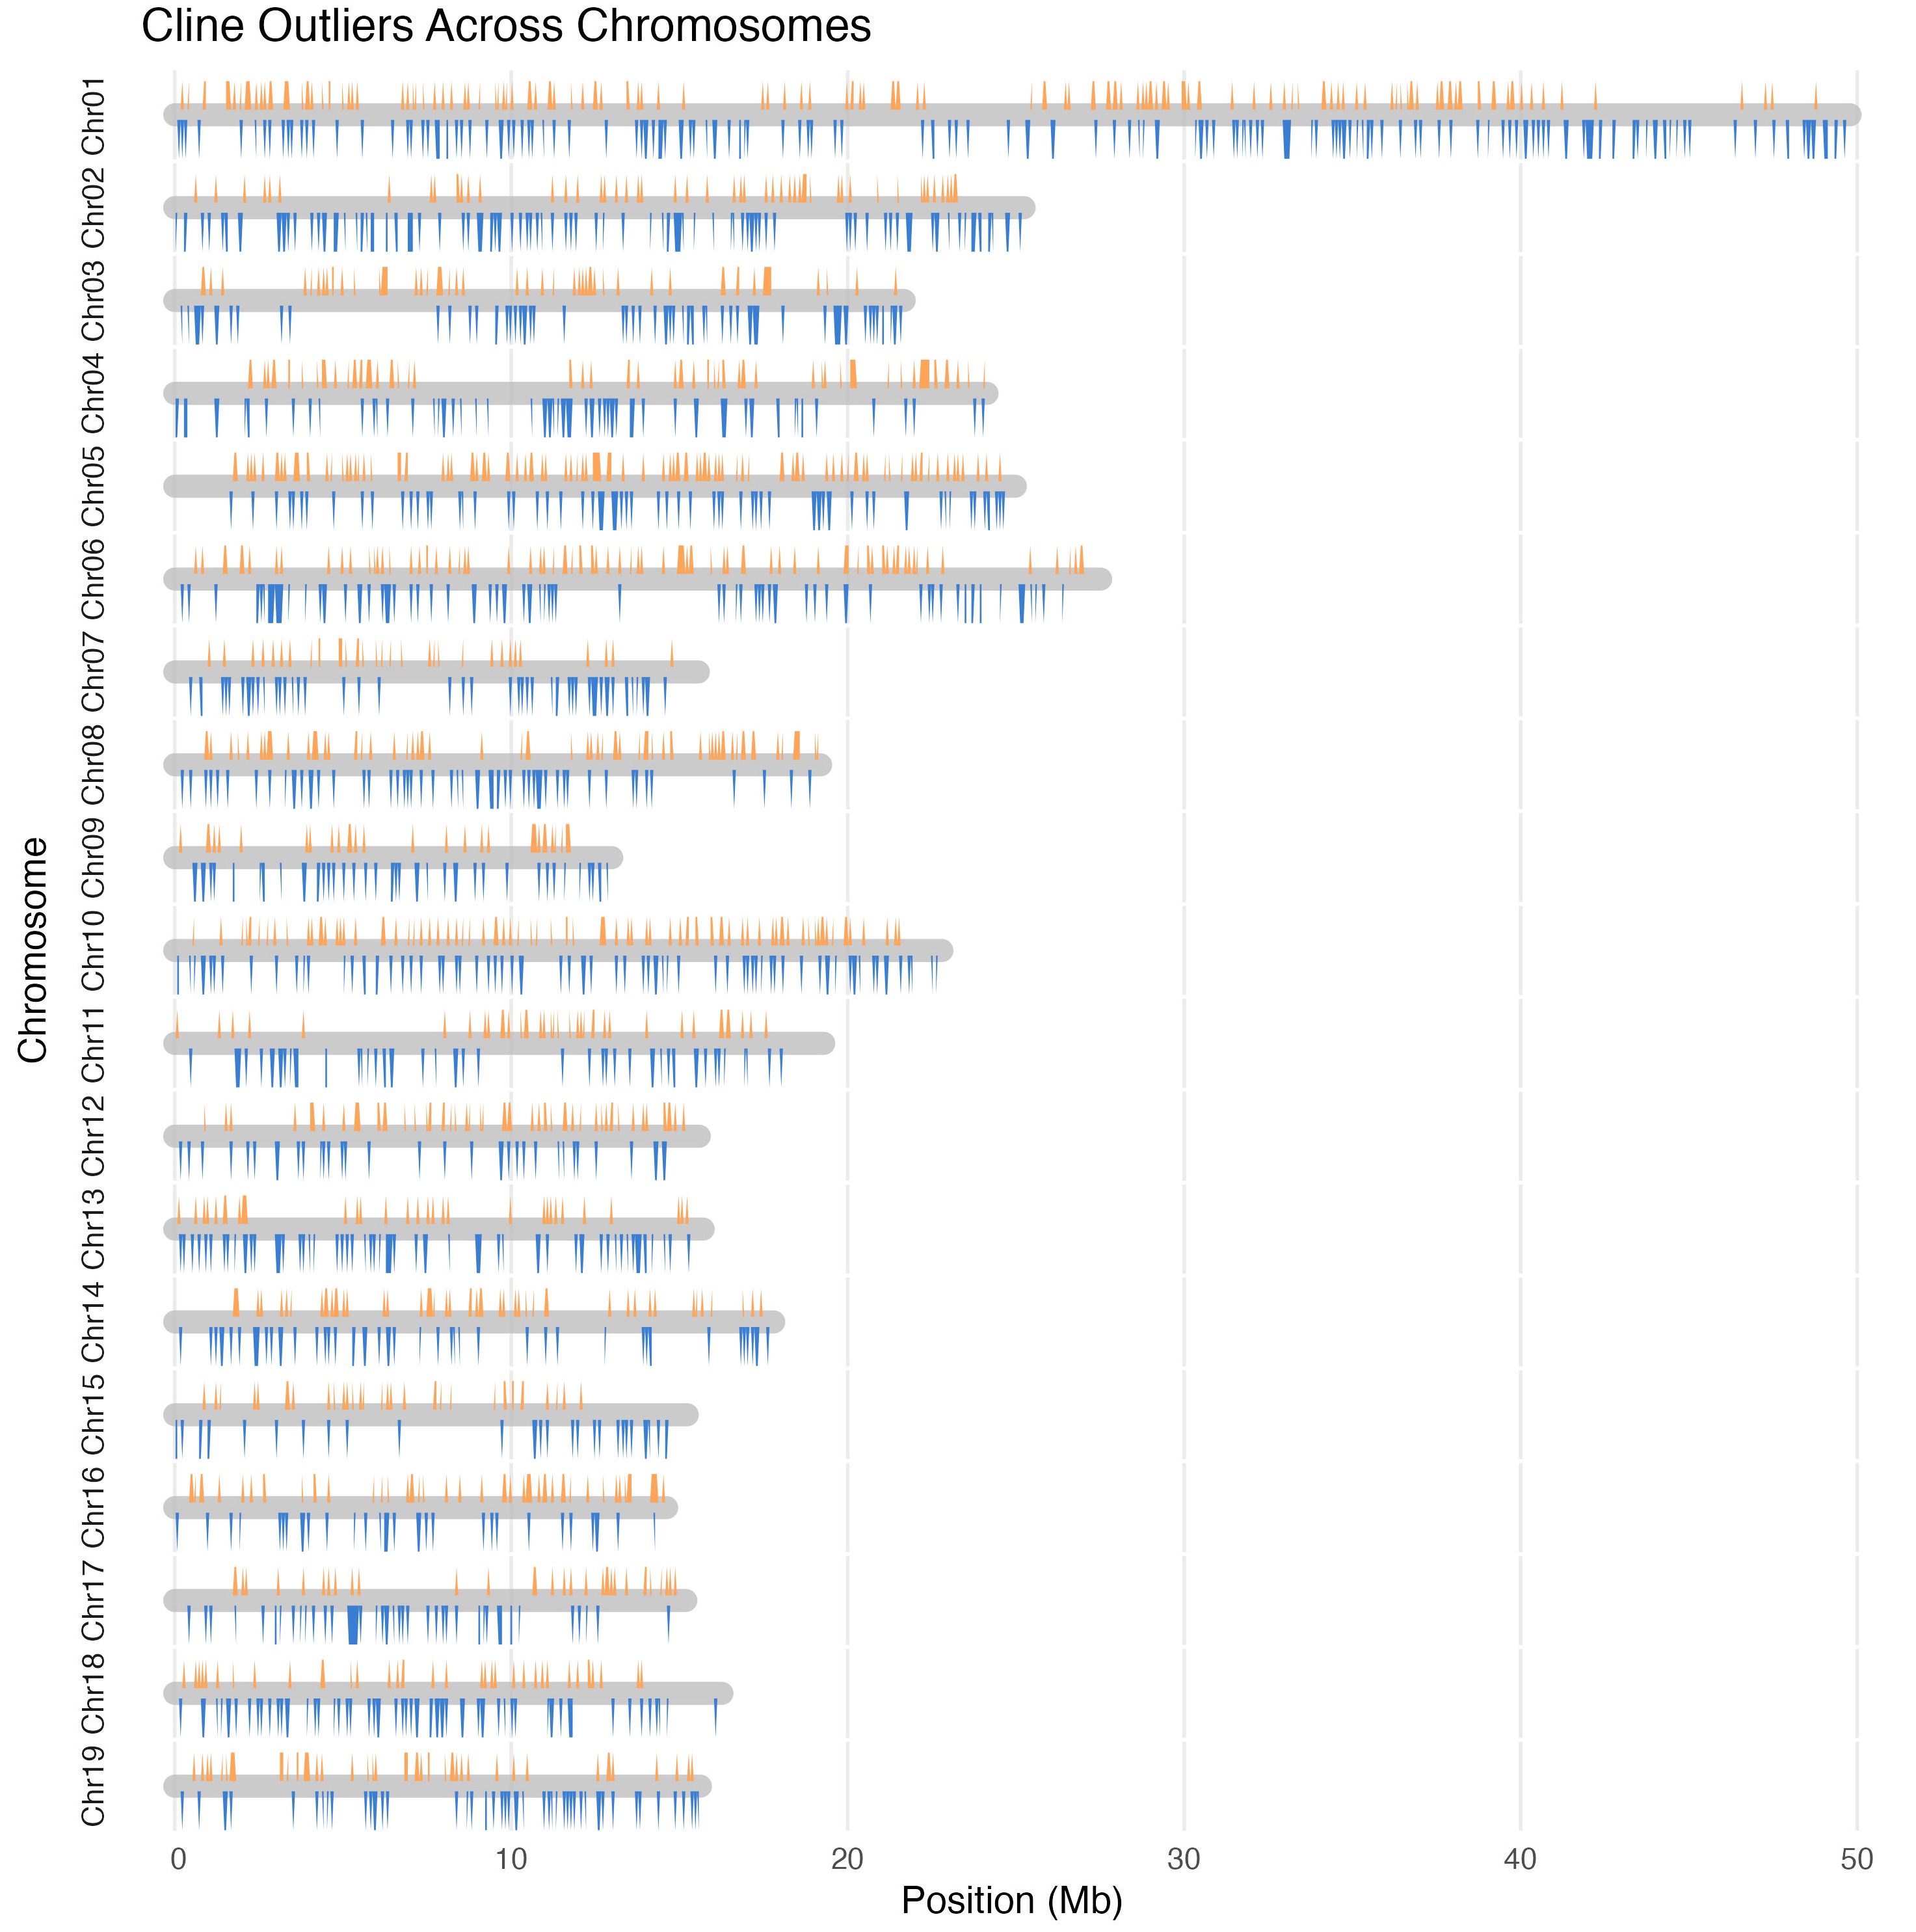 Cline Outliers Across Chromosomes
Chromosome
Chr01
Chr02
Chr03
Chr04
Chr05
Chr06
Chr07
Chr08
Chr09
Chr10
Chr11
Chr12
Chr13
Chr14
Chr15
Chr16
Chr17
Chr18
Chr19
0 10 20 30 40 50
Position (Mb)